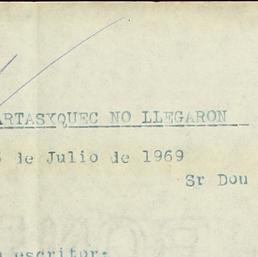 ARTASYQUEC NO LLEGARON
de Julio de 1969
Sr Dou
escritor-